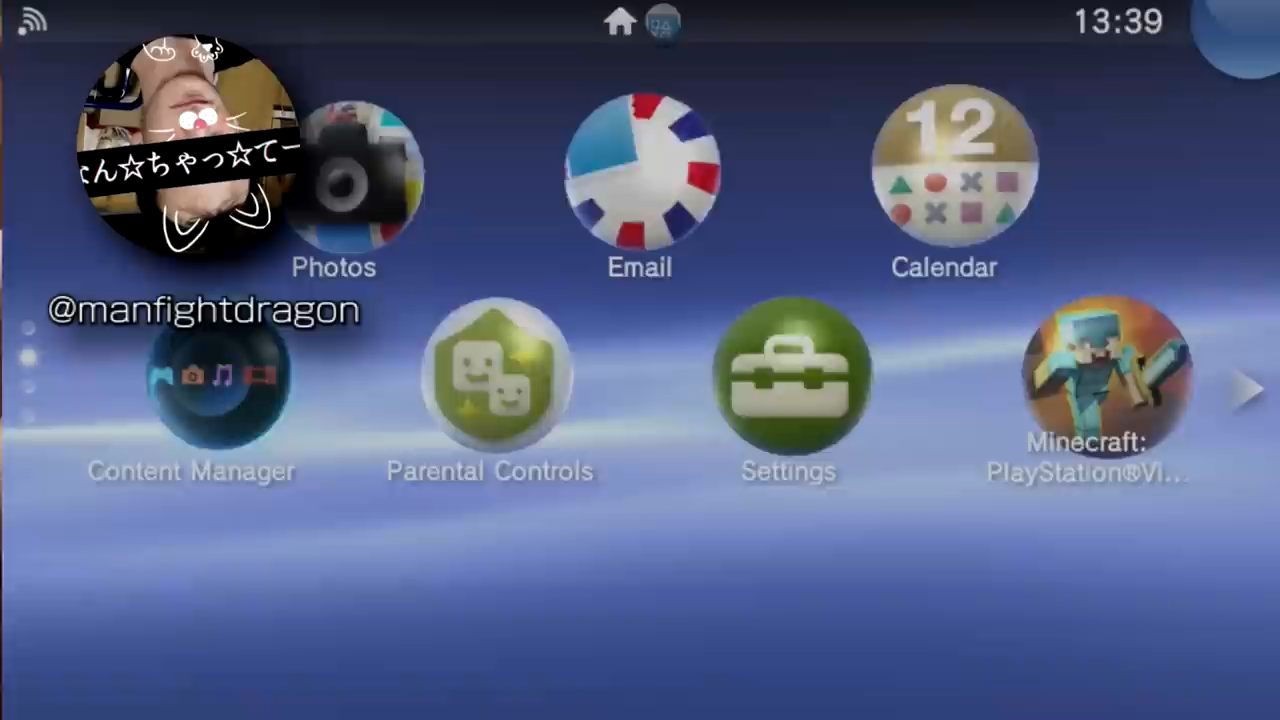 13:39
12
なん☆ちゃっ☆てー
Photos
Email
Calendar
@manfightdragon
Content Manager
Parental Controls
Settings
Minecraft:
PlayStation®Vi...